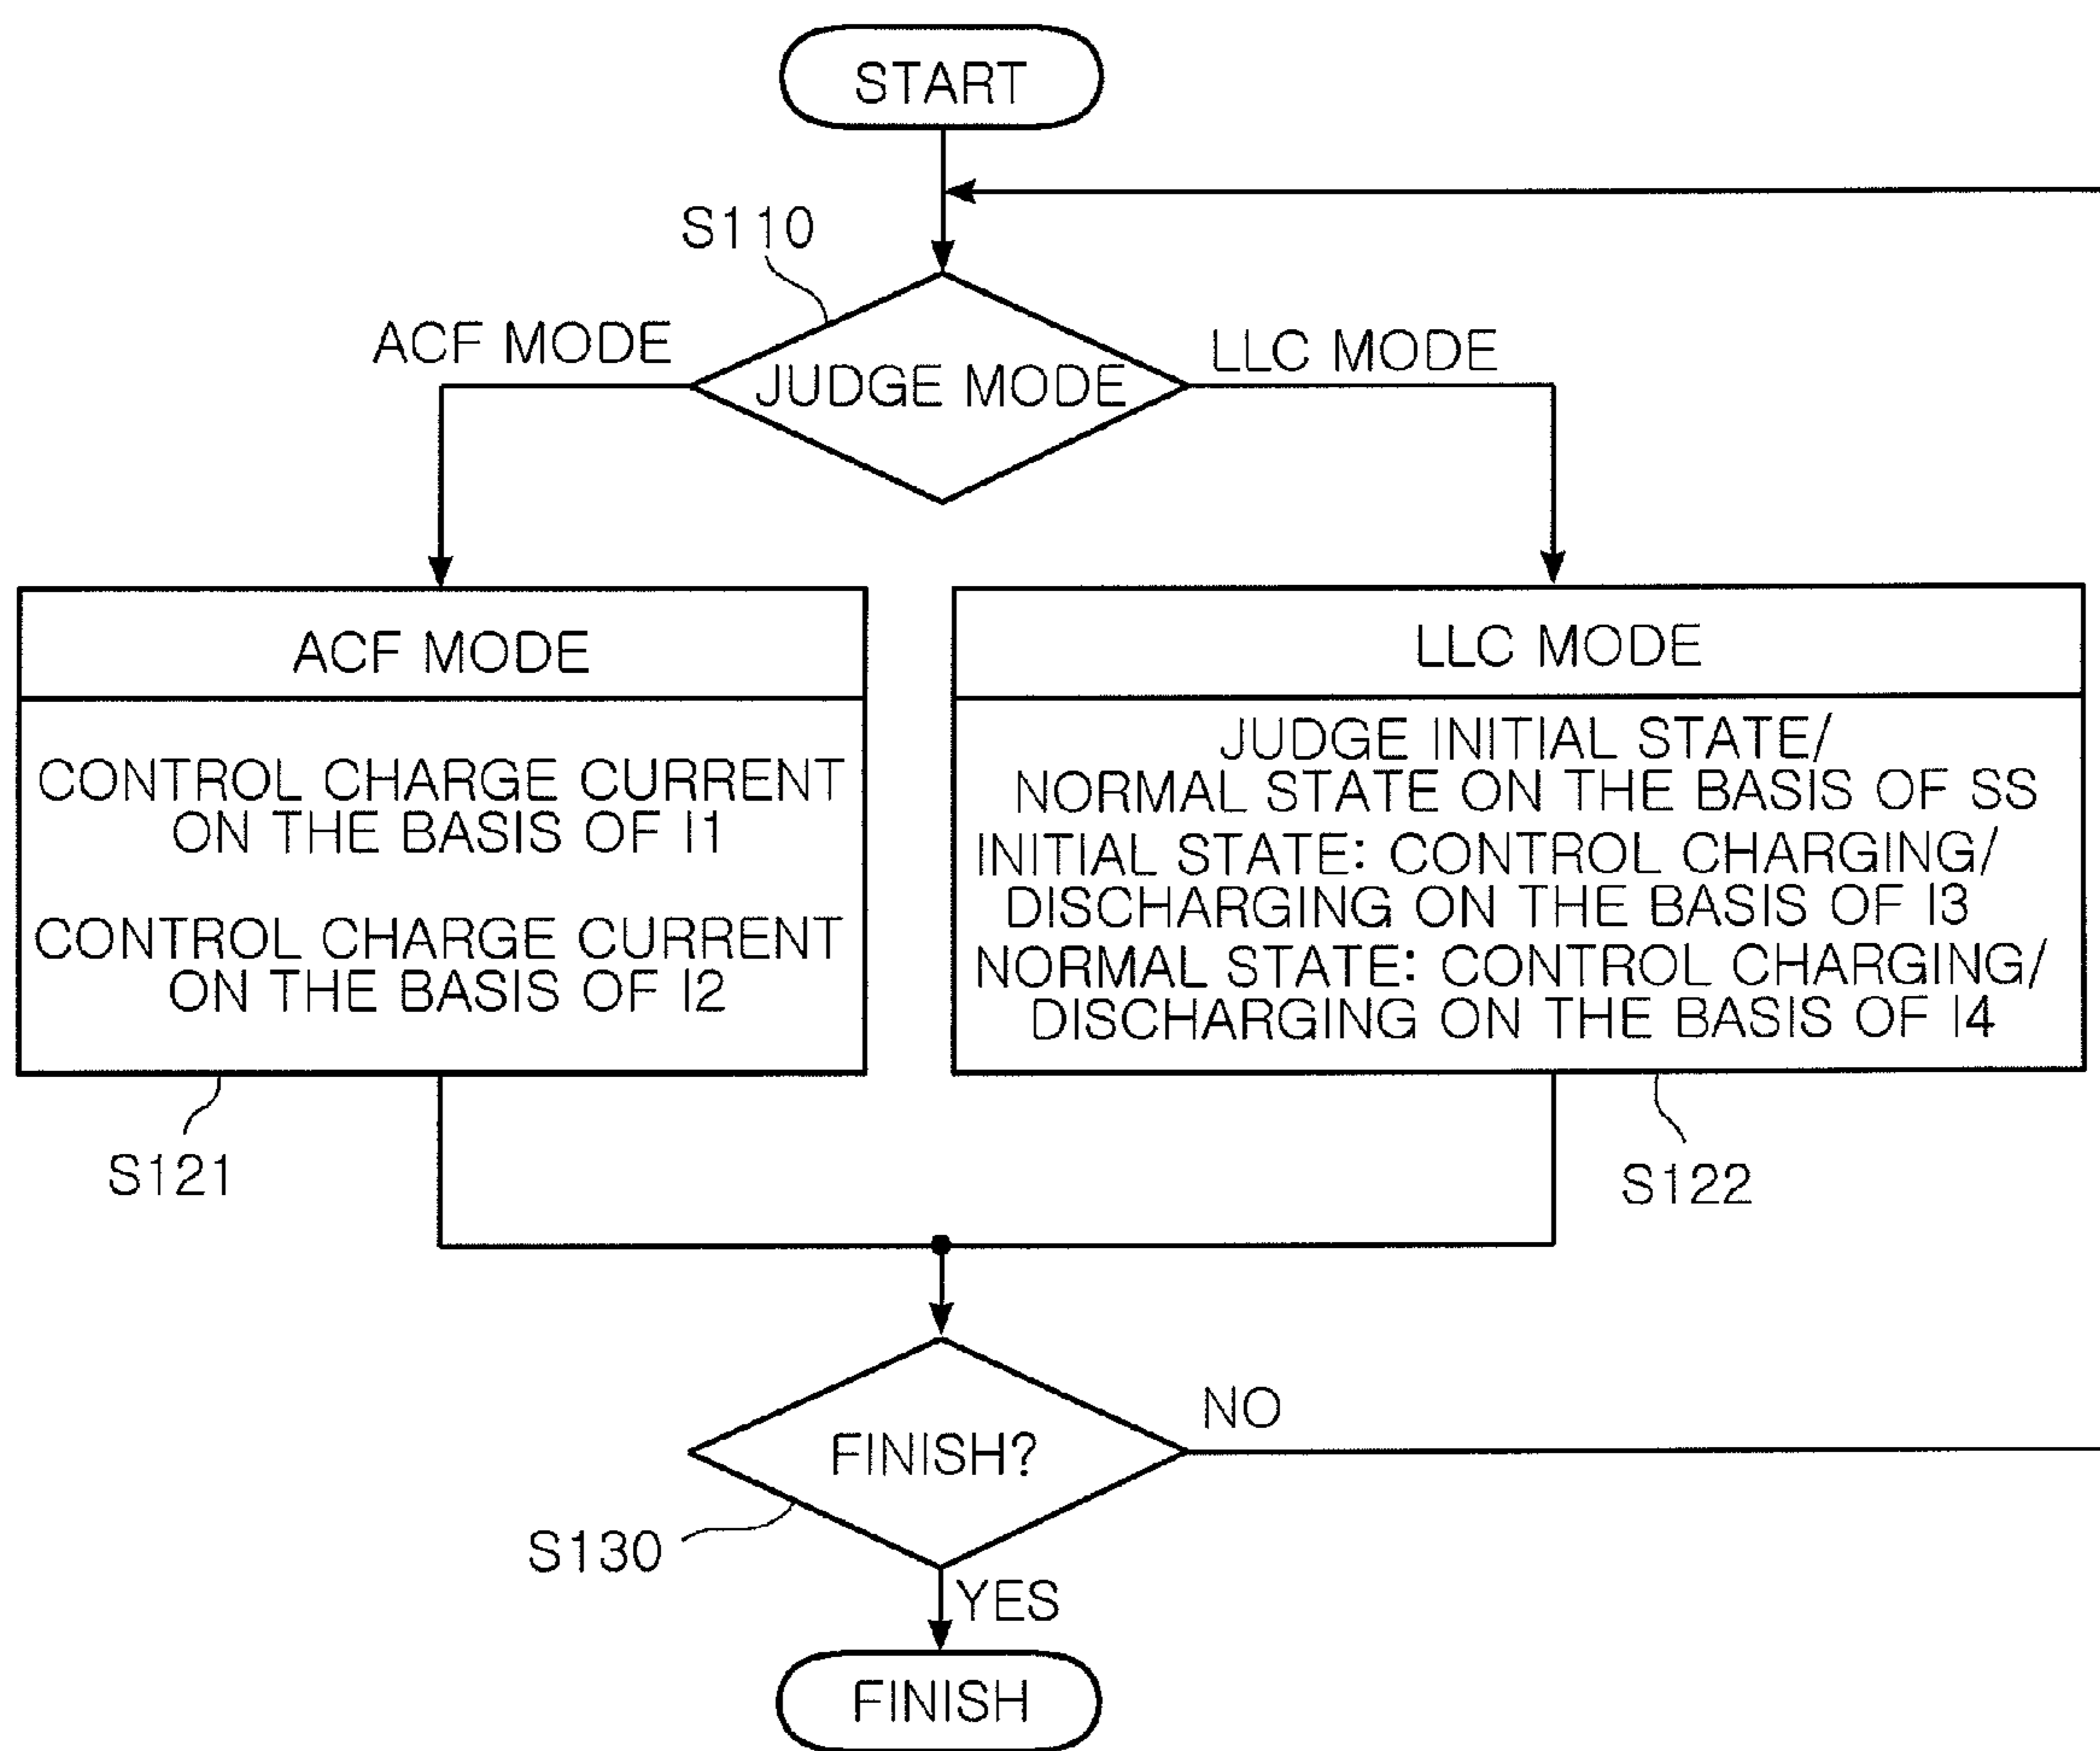 START
S110
ACF MODE
LLC MODE
JUDGE MODE
ACF MODE
CONTROL CHARGE CURRENT
ON THE BASIS OF I1
CONTROL CHARGE CURRENT
ON THE BASIS OF I2
S121
LLC MODE
JUDGE INITIAL STATE/
NORMAL STATE ON THE BASIS OF SS
INITIAL STATE: CONTROL CHARGING/
DISCHARGING ON THE BASIS OF I3
NORMAL STATE: CONTROL CHARGING/
DISCHARGING ON THE BASIS OF I4
S122
FINISH?
NO
S130
YES
FINISH